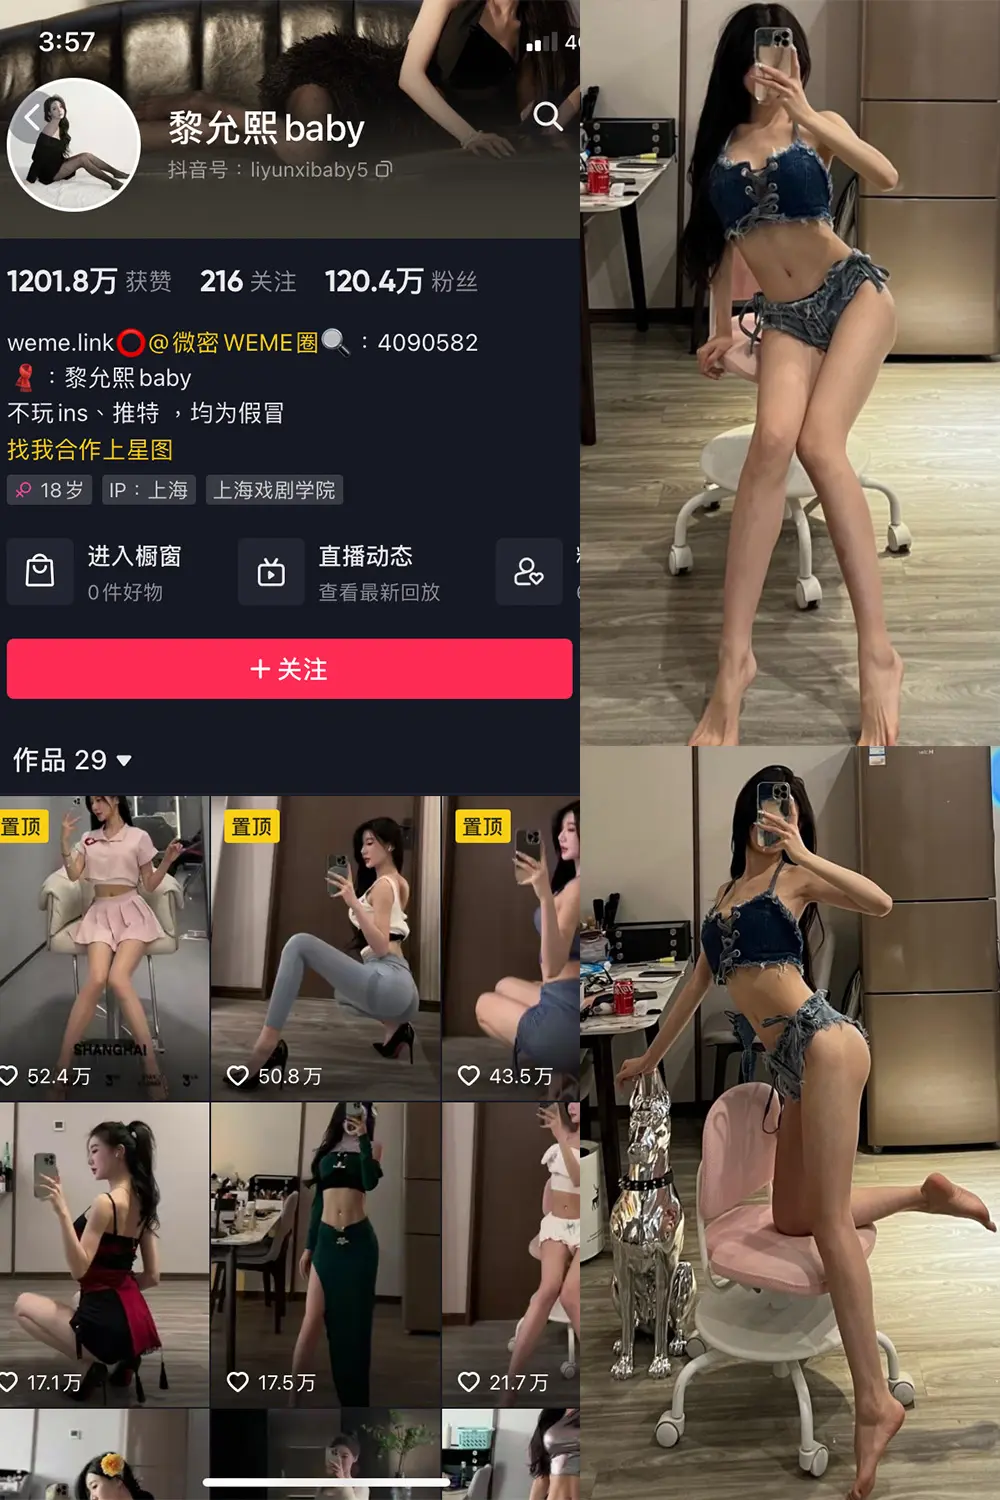 3:57
黎允熙baby
抖音号：liyunxibaby5
1201.8万 获赞 216 关注 120.4万 粉丝
weme.link⭕@微密WEME圈🔍：4090582
：黎允熙baby
不玩ins、推特，均为假冒
找我合作上星图
18岁 IP：上海 上海戏剧学院
进入橱窗 直播动态
0件好物 查看最新回放
+ 关注
作品 29
置顶 置顶 置顶
SHANGHAI
52.4万 50.8万 43.5万
17.1万 17.5万 21.7万